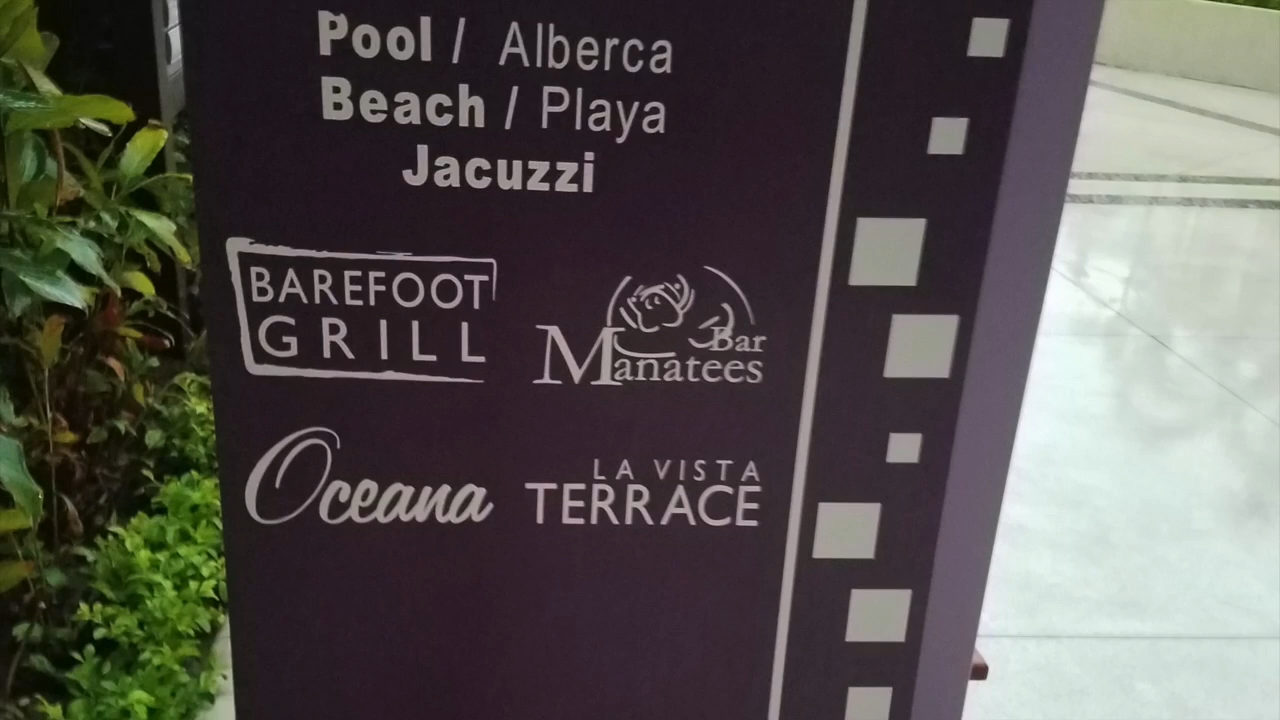 Pool / Alberca
Beach / Playa
Jacuzzi
BAREFOOT
GRILL
Bar
Manatees
Oceana
LA VISTA
TERRACE